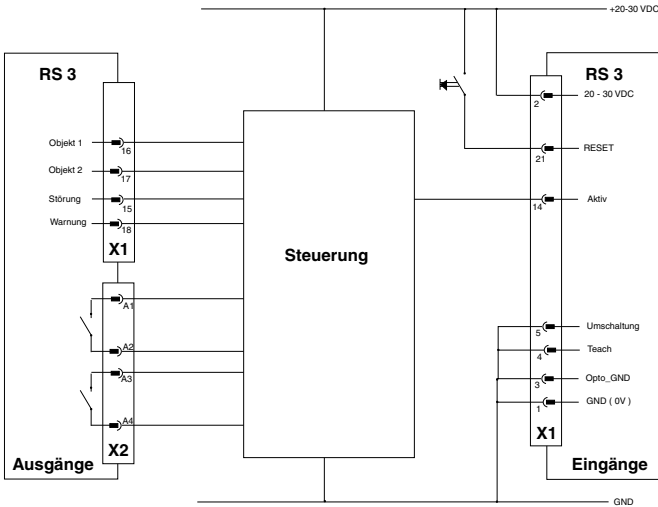 +20-30 VDC
RS 3
RS 3
2
20 - 30 VDC
Objekt 1
16
21
RESET
Objekt 2
17
Störung
15
14
Aktiv
Warnung
18
X1
Steuerung
A1
5
Umschaltung
A2
4
Teach
A3
3
Opto_GND
1
GND ( 0V )
A4
X2
X1
Ausgänge
Eingänge
GND